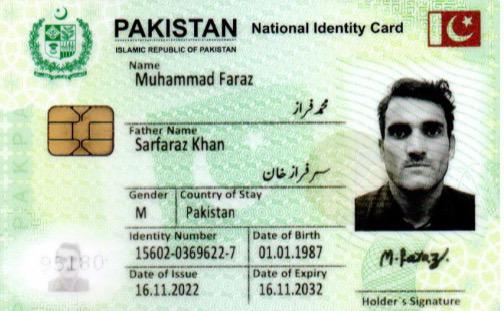 PAKISTAN National Identity Card
ISLAMIC REPUBLIC OF PAKISTAN
Name
Muhammad Faraz
محمد فراز
Father Name
Sarfaraz Khan
سرفراز خان
Gender Country of Stay
M Pakistan
Identity Number Date of Birth
15602-0369622-7 01.01.1987
Date of Issue Date of Expiry
16.11.2022 16.11.2032
M.Faraz.
Holder`s Signature